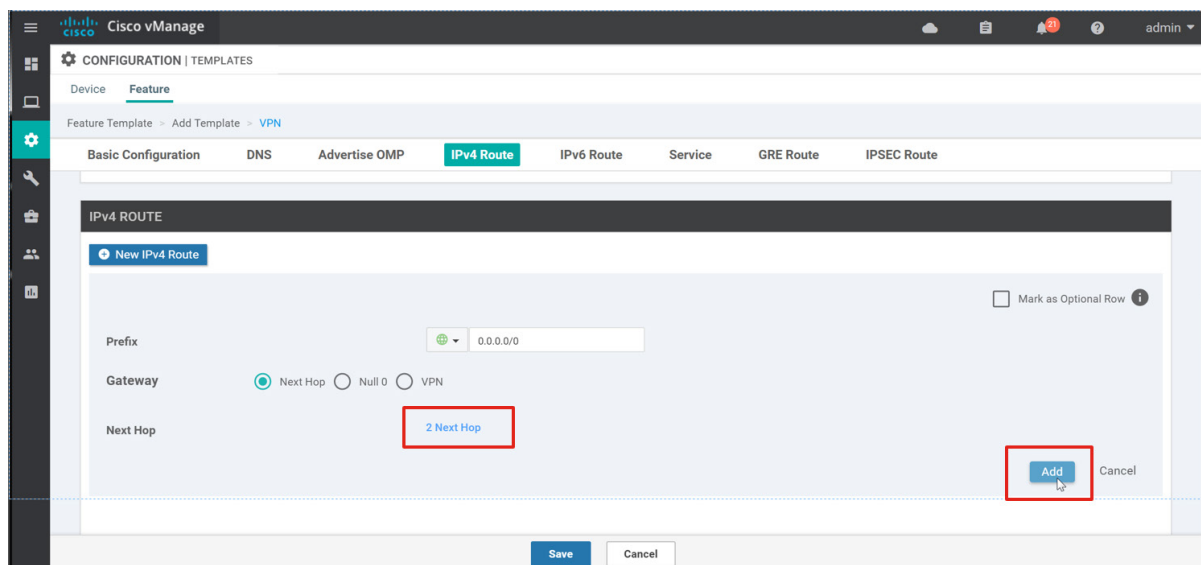 cisco Cisco vManage 21 admin
CONFIGURATION | TEMPLATES
Device Feature
Feature Template > Add Template > VPN
Basic Configuration DNS Advertise OMP IPv4 Route IPv6 Route Service GRE Route IPSEC Route
IPv4 ROUTE
New IPv4 Route
Mark as Optional Row
Prefix 0.0.0.0/0
Gateway Next Hop Null 0 VPN
Next Hop 2 Next Hop
Add Cancel
Save Cancel